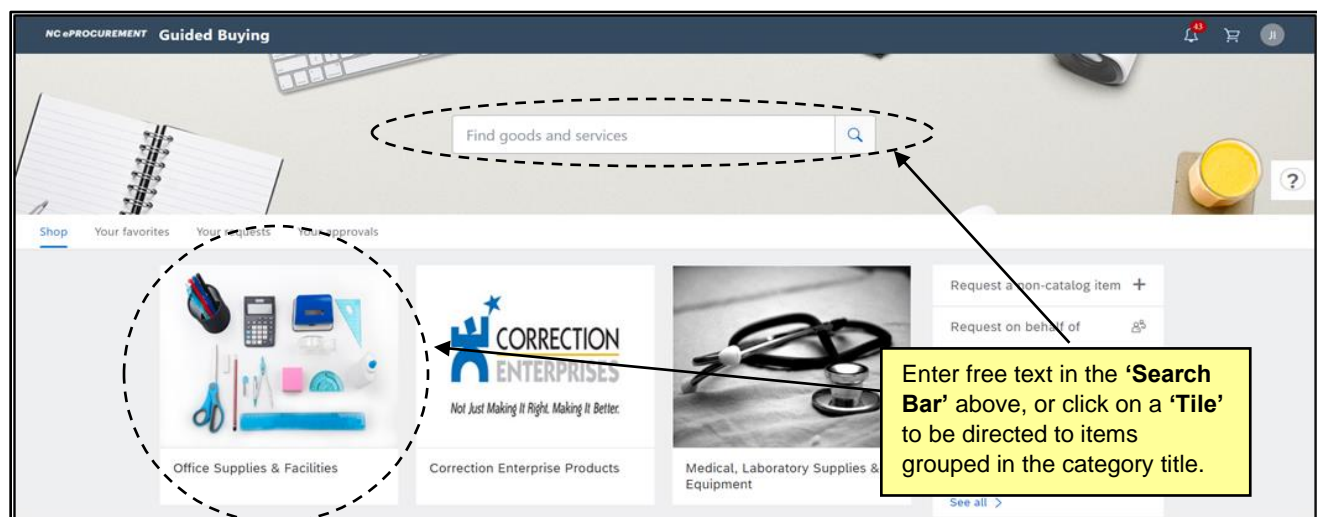 NC ePROCUREMENT Guided Buying
43
JI
Find goods and services
?
Shop Your favorites Your requests Your approvals
CORRECTION
ENTERPRISES
Not Just Making It Right. Making It Better.
Request a non-catalog item +
Request on behalf of
Enter free text in the ‘Search
Bar’ above, or click on a ‘Tile’
to be directed to items
grouped in the category title.
Office Supplies & Facilities
Correction Enterprise Products
Medical, Laboratory Supplies &
Equipment
See all >